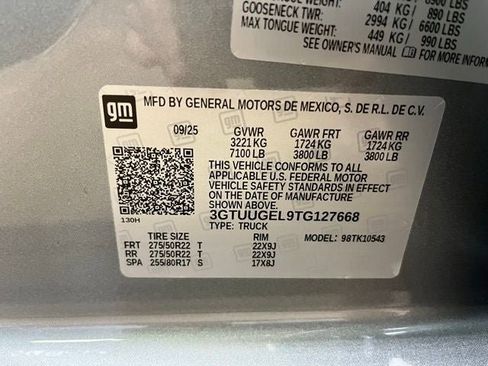 404 KG / 890 LBS
GOOSENECK TWR:
2994 KG / 6600 LBS
MAX TONGUE WEIGHT:
449 KG / 990 LBS
SEE OWNER'S MANUAL FOR MORE INFORM
gm
MFD BY GENERAL MOTORS DE MEXICO, S. DE R.L. DE C.V.
09/25 GVWR GAWR FRT GAWR RR
3221 KG 1724 KG 1724 KG
7100 LB 3800 LB 3800 LB
THIS VEHICLE CONFORMS TO ALL
APPLICABLE U.S. FEDERAL MOTOR
VEHICLE SAFETY STANDARDS IN EFFECT
ON THE DATE OF MANUFACTURE
SHOWN ABOVE.
3GTUUGEL9TG127668
130H
TYPE: TRUCK
TIRE SIZE RIM MODEL: 98TK10543
FRT 275/50R22 T 22X9J
RR 275/50R22 T 22X9J
SPA 255/80R17 S 17X8J